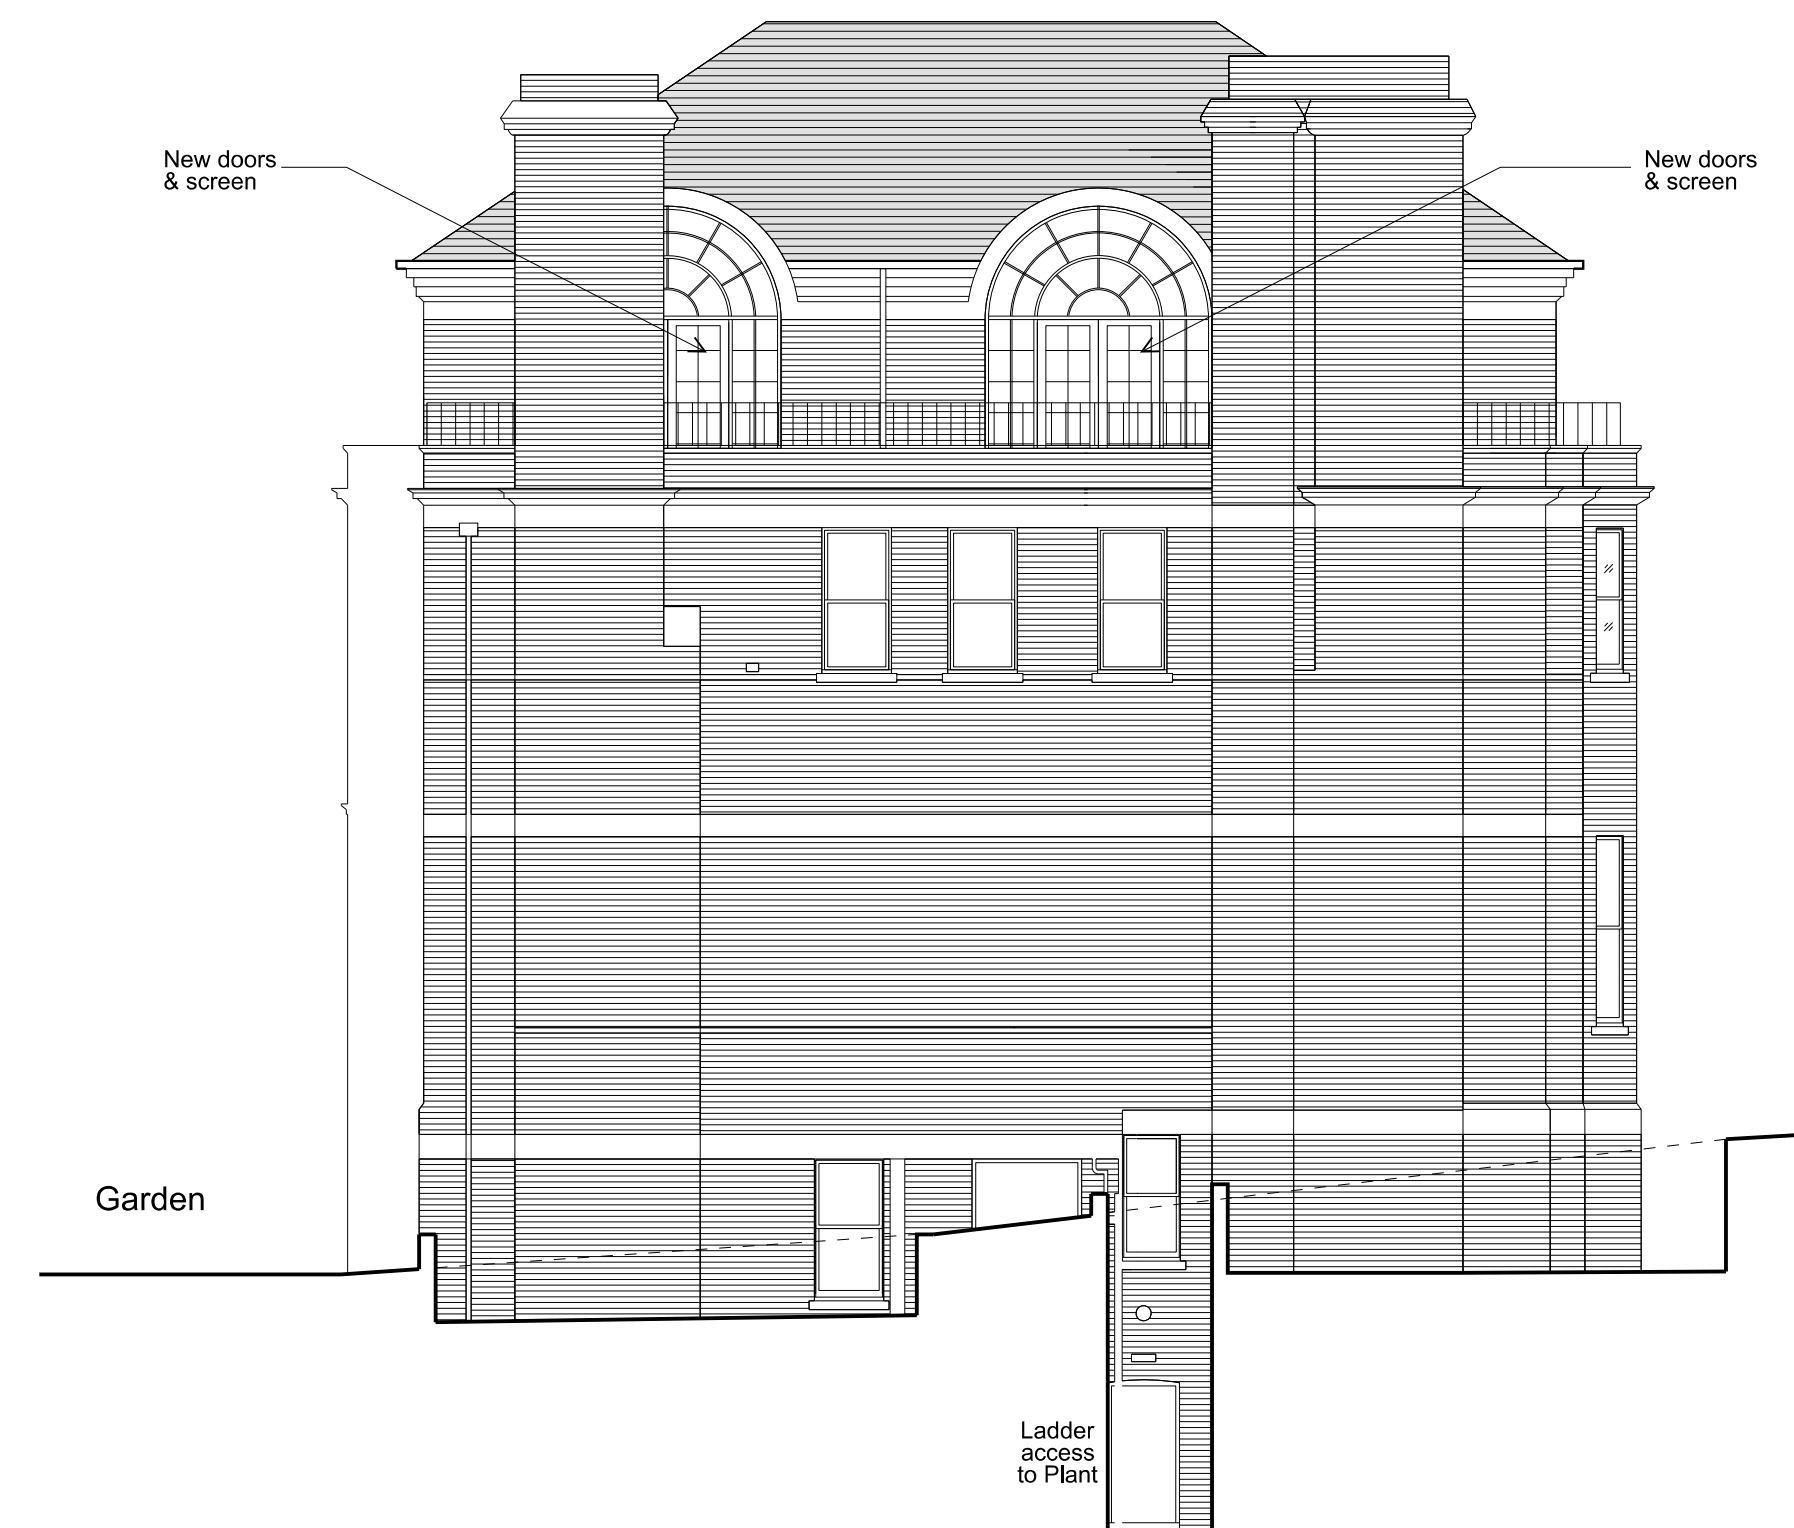 New doors
& screen
New doors
& screen
Garden
Ladder
access
to Plant